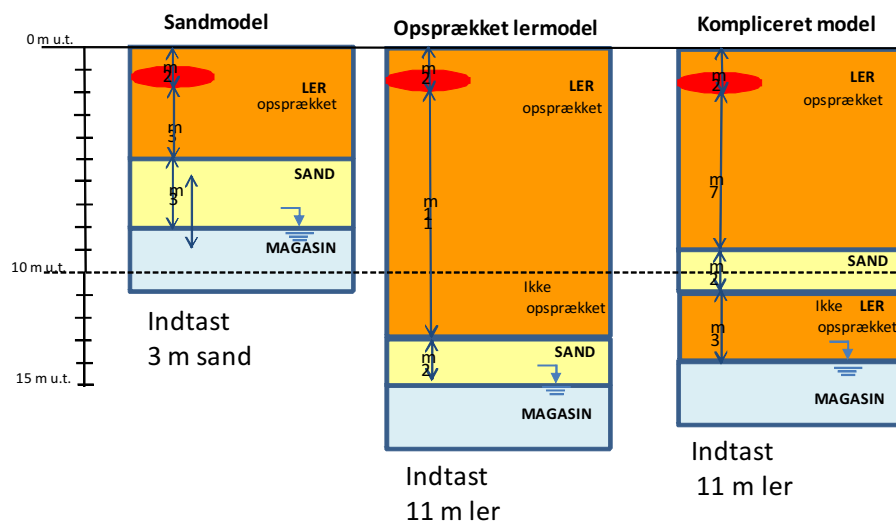 Sandmodel
0 m u.t.
2 m
LER
opsprækket
3 m
SAND
3 m
MAGASIN
10 m u.t.
15 m u.t.
Indtast
3 m sand
Opsprækket lermodel
2 m
LER
opsprækket
11 m
Ikke
opsprækket
2 m
SAND
MAGASIN
Indtast
11 m ler
Kompliceret model
2 m
LER
opsprækket
7 m
SAND
2 m
Ikke LER
opsprækket
3 m
MAGASIN
Indtast
11 m ler